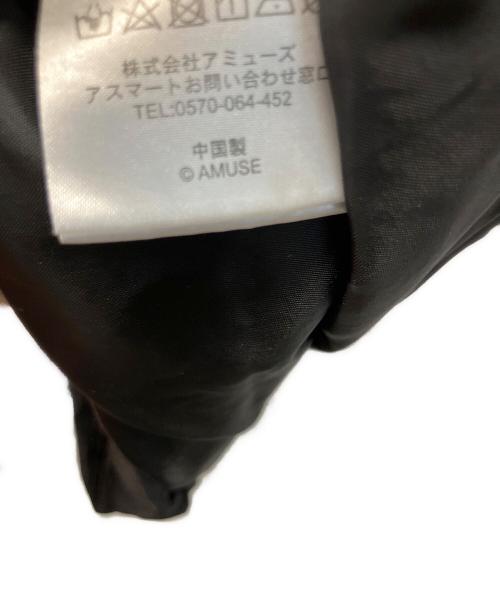 株式会社アミューズ
アスマートお問い合わせ窓口
TEL:0570-064-452
中国製
© AMUSE